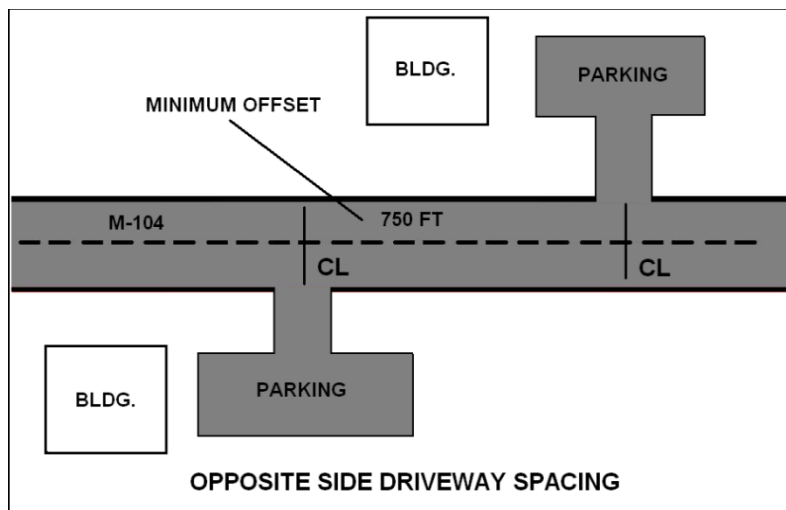 BLDG.
PARKING
MINIMUM OFFSET
M-104
750 FT
CL
CL
BLDG.
PARKING
OPPOSITE SIDE DRIVEWAY SPACING